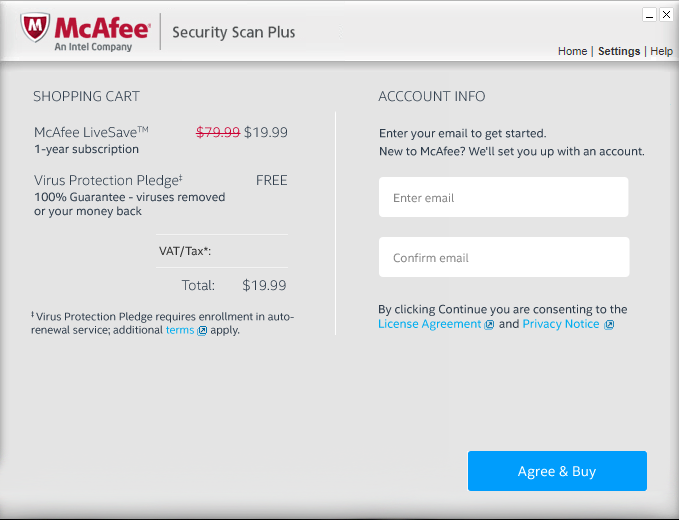 McAfee®
An Intel Company
Security Scan Plus
Home | Settings | Help
SHOPPING CART
McAfee LiveSave™ $79.99 $19.99
1-year subscription
Virus Protection Pledge‡ FREE
100% Guarantee - viruses removed
or your money back
VAT/Tax*:
Total: $19.99
‡ Virus Protection Pledge requires enrollment in auto-
renewal service; additional terms apply.
ACCCOUNT INFO
Enter your email to get started.
New to McAfee? We'll set you up with an account.
Enter email
Confirm email
By clicking Continue you are consenting to the
License Agreement and Privacy Notice
Agree & Buy